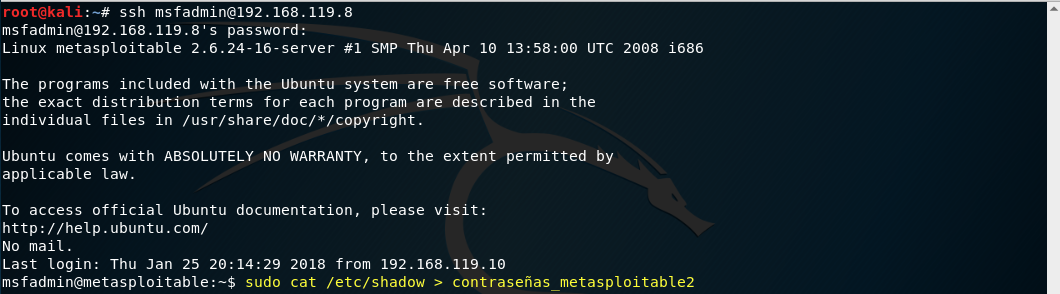 root@kali:~# ssh msfadmin@192.168.119.8
msfadmin@192.168.119.8's password:
Linux metasploitable 2.6.24-16-server #1 SMP Thu Apr 10 13:58:00 UTC 2008 i686
The programs included with the Ubuntu system are free software;
the exact distribution terms for each program are described in the
individual files in /usr/share/doc/*/copyright.
Ubuntu comes with ABSOLUTELY NO WARRANTY, to the extent permitted by
applicable law.
To access official Ubuntu documentation, please visit:
http://help.ubuntu.com/
No mail.
Last login: Thu Jan 25 20:14:29 2018 from 192.168.119.10
msfadmin@metasploitable:~$ sudo cat /etc/shadow > contraseñas_metasploitable2